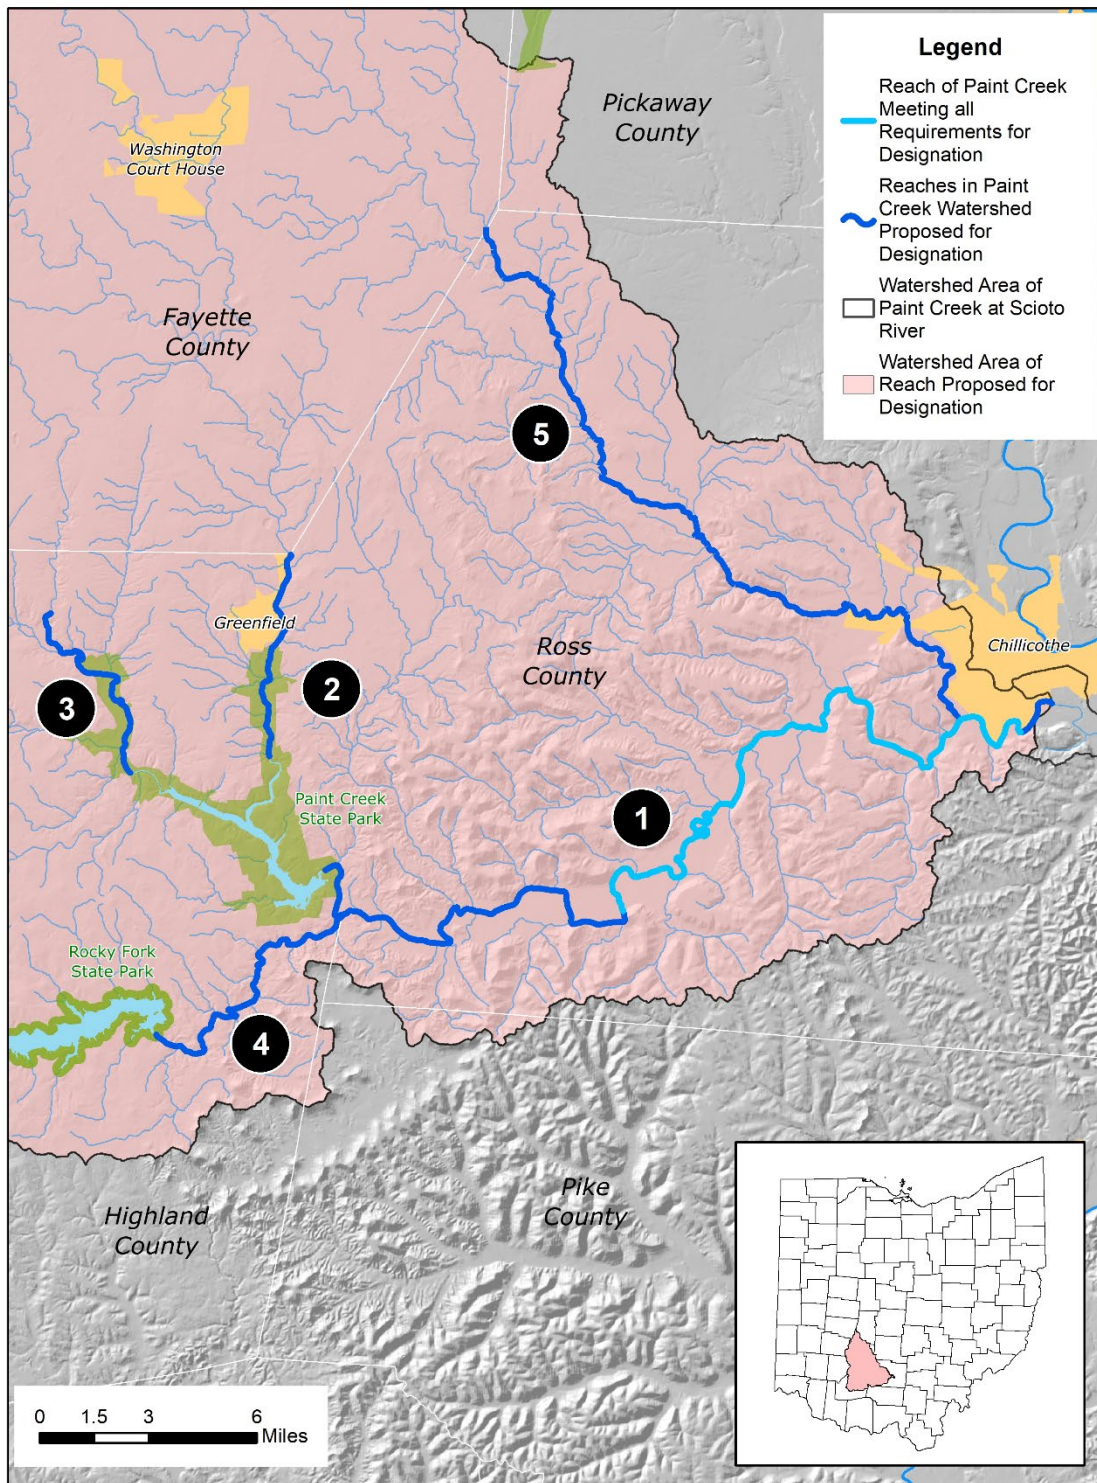 Legend
Reach of Paint Creek
Meeting all
Requirements for
Designation
Reaches in Paint
Creek Watershed
Proposed for
Designation
Watershed Area of
Paint Creek at Scioto
River
Watershed Area of
Reach Proposed for
Designation
Pickaway
County
Washington
Court House
Fayette
County
5
Greenfield
Ross
County
Chillicothe
2
3
Paint Creek
State Park
1
Rocky Fork
State Park
4
Pike
County
Highland
County
0 1.5 3 6
Miles